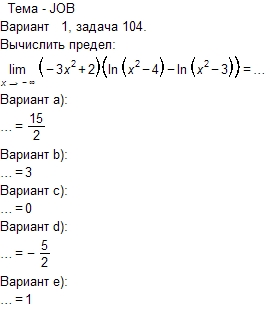 Тема - JOB
Вариант 1, задача 104.
Вычислить предел:
lim x→-∞ (-3x²+2)(ln(x²-4)-ln(x²-3))=...
Вариант a):
...= 15/2
Вариант b):
...=3
Вариант c):
...=0
Вариант d):
...= - 5/2
Вариант e):
...=1